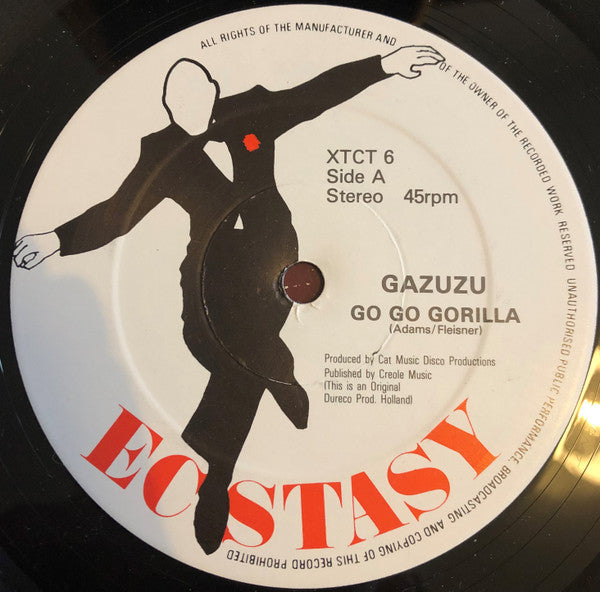 ALL RIGHTS OF THE MANUFACTURER AND OF THE OWNER OF THE RECORDED WORK RESERVED UNAUTHORISED PUBLIC PERFORMANCE, BROADCASTING AND COPYING OF THIS RECORD PROHIBITED
XTCT 6
Side A
Stereo 45rpm
GAZUZU
GO GO GORILLA
(Adams/Fleisner)
Produced by Cat Music Disco Productions
Published by Creole Music
(This is an Original
Dureco Prod. Holland)
ECSTASY